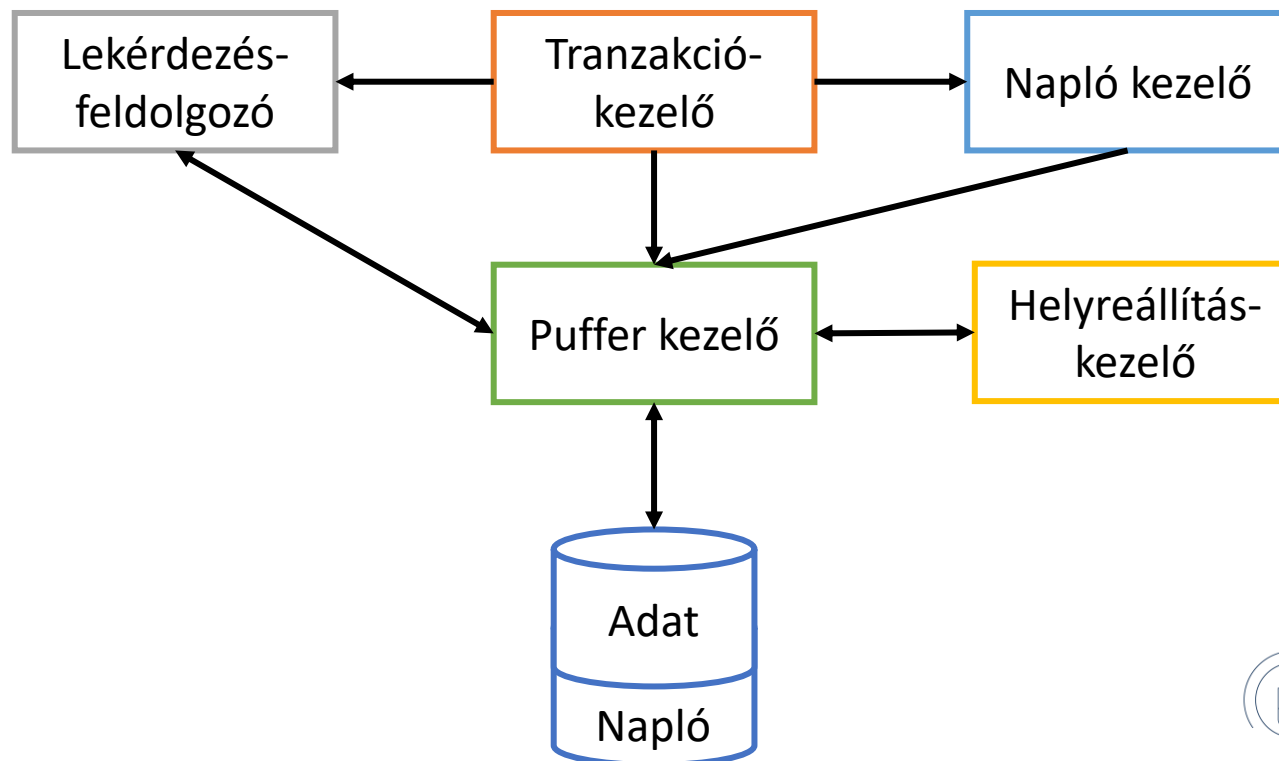 Lekérdezés-
feldolgozó
Tranzakció-
kezelő
Napló kezelő
Puffer kezelő
Helyreállítás-
kezelő
Adat
Napló